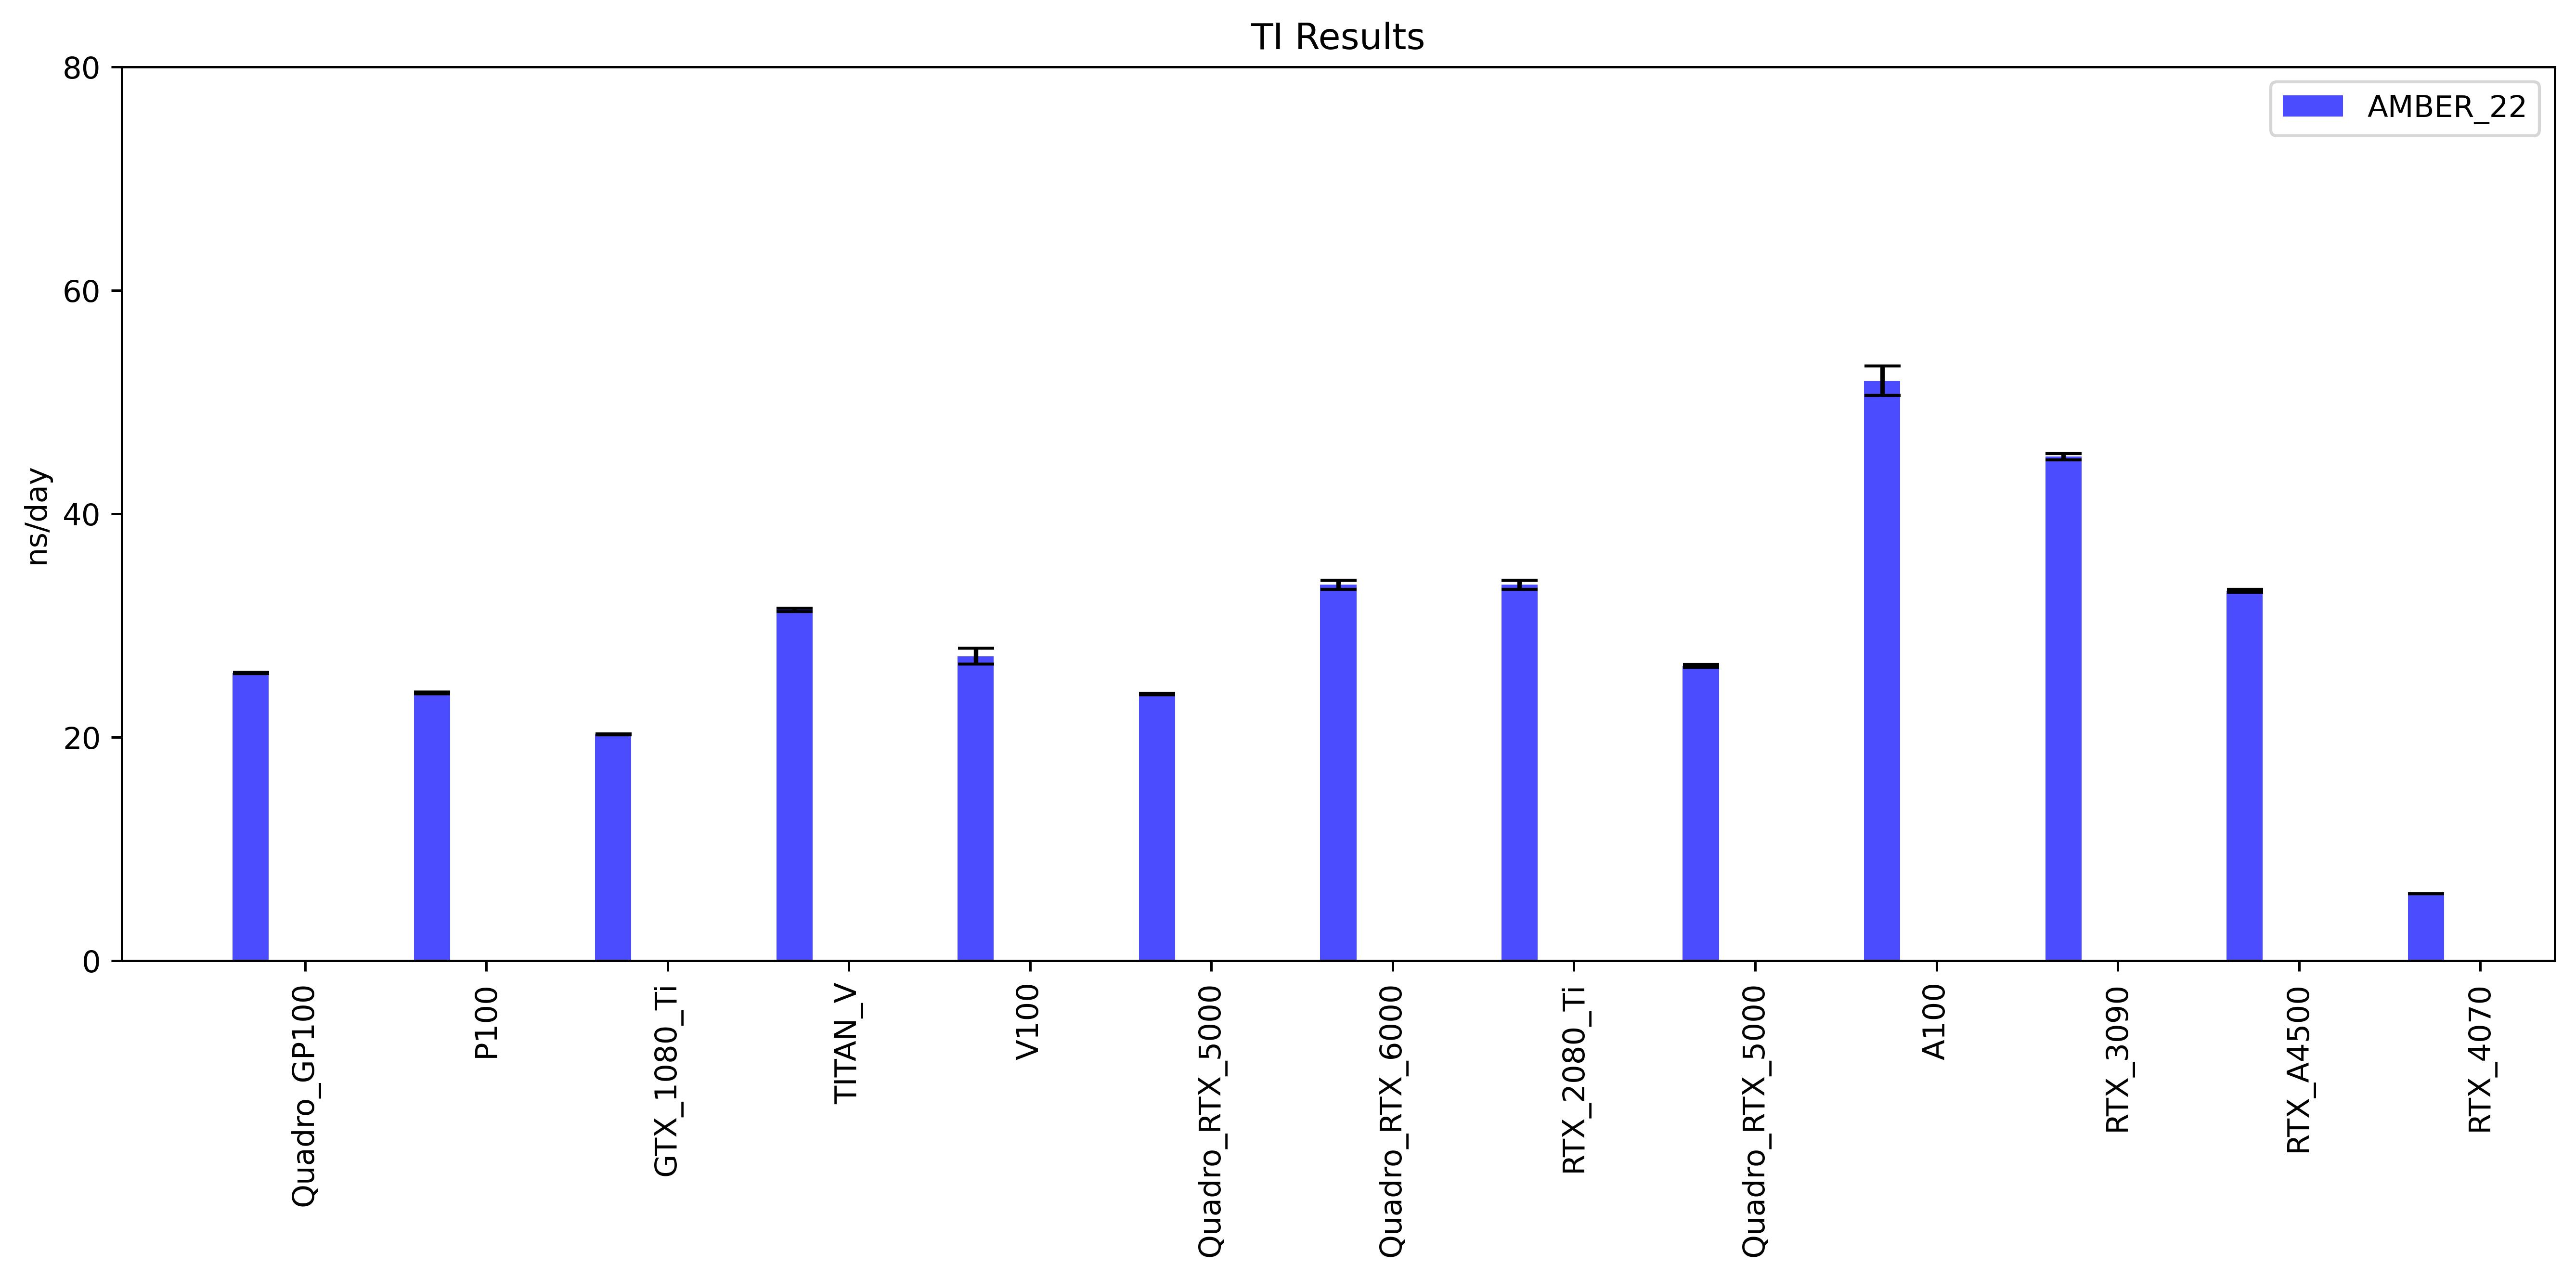 TI Results
80
60
40
20
0
ns/day
AMBER_22
Quadro_GP100
P100
GTX_1080_Ti
TITAN_V
V100
Quadro_RTX_5000
Quadro_RTX_6000
RTX_2080_Ti
Quadro_RTX_5000
A100
RTX_3090
RTX_A4500
RTX_4070